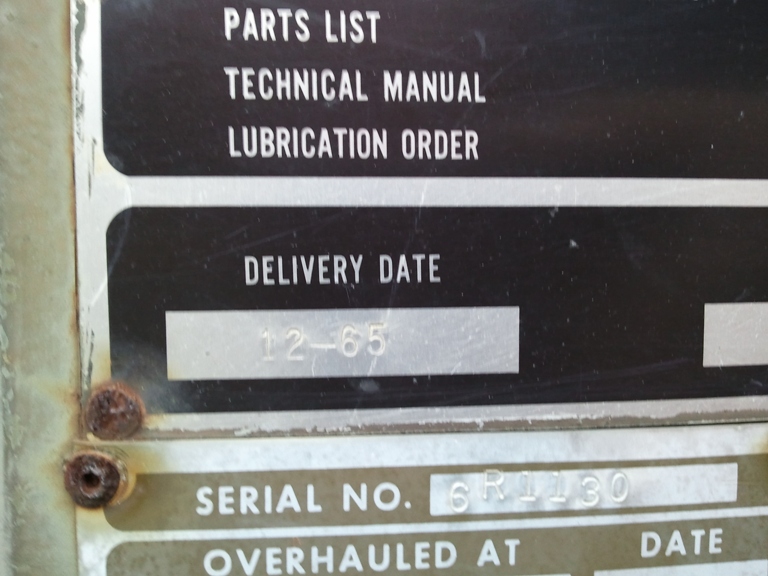 PARTS LIST
TECHNICAL MANUAL
LUBRICATION ORDER
DELIVERY DATE
12-65
SERIAL NO. 6R1130
OVERHAULED AT DATE